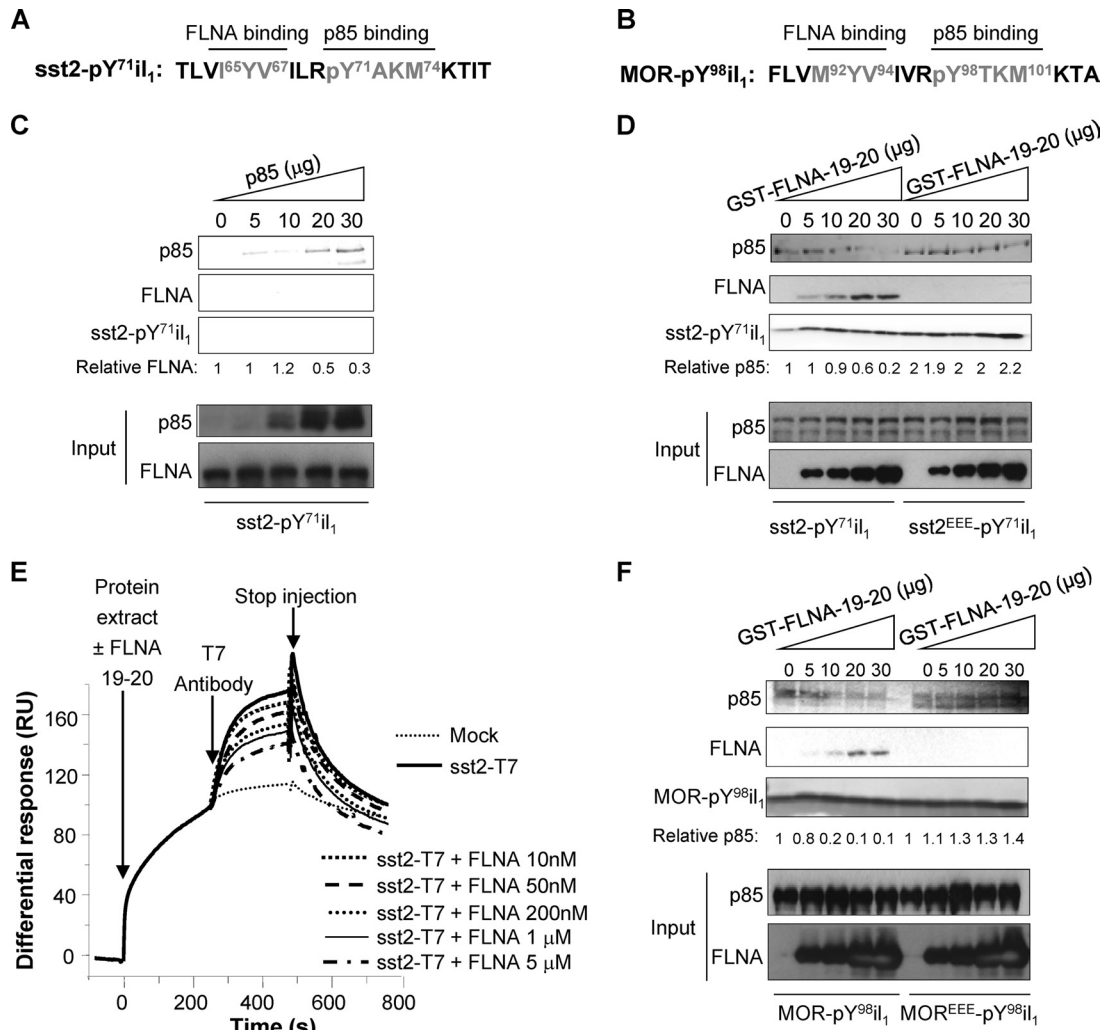 A
FLNA binding p85 binding
sst2-pY⁷¹il₁: TLVI⁶⁵YV⁶⁷ILRpY⁷¹AKM⁷⁴KTIT
B
FLNA binding p85 binding
MOR-pY⁹⁸il₁: FLVM⁹²YV⁹⁴IVRpY⁹⁸TKM¹⁰¹KTA
C
p85 (µg)
0 5 10 20 30
p85
FLNA
sst2-pY⁷¹il₁
Relative FLNA: 1 1 1.2 0.5 0.3
Input
p85
FLNA
sst2-pY⁷¹il₁
D
GST-FLNA-19-20 (µg) GST-FLNA-19-20 (µg)
0 5 10 20 30 0 5 10 20 30
p85
FLNA
sst2-pY⁷¹il₁
Relative p85: 1 1 0.9 0.6 0.2 2 1.9 2 2 2.2
Input
p85
FLNA
sst2-pY⁷¹il₁ sst2ᴱᴱᴱ-pY⁷¹il₁
E
Protein
extract
± FLNA
19-20
T7
Antibody
Stop injection
Differential response (RU)
160
120
80
40
0
Mock
sst2-T7
sst2-T7 + FLNA 10nM
sst2-T7 + FLNA 50nM
sst2-T7 + FLNA 200nM
sst2-T7 + FLNA 1 µM
sst2-T7 + FLNA 5 µM
0 200 400 600 800
Time (s)
F
GST-FLNA-19-20 (µg) GST-FLNA-19-20 (µg)
0 5 10 20 30 0 5 10 20 30
p85
FLNA
MOR-pY⁹⁸il₁
Relative p85: 1 0.8 0.2 0.1 0.1 1 1.1 1.3 1.3 1.4
Input
p85
FLNA
MOR-pY⁹⁸il₁ MORᴱᴱᴱ-pY⁹⁸il₁